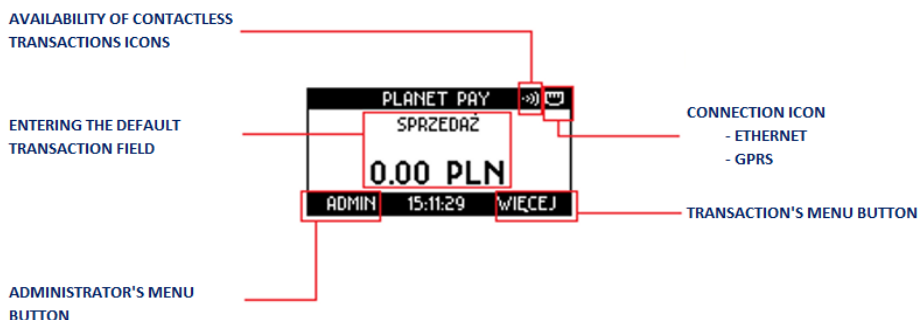 AVAILABILITY OF CONTACTLESS
TRANSACTIONS ICONS
PLANET PAY
SPRZEDAŻ
0.00 PLN
ADMIN 15:11:29 WIĘCEJ
ENTERING THE DEFAULT
TRANSACTION FIELD
CONNECTION ICON
- ETHERNET
- GPRS
TRANSACTION'S MENU BUTTON
ADMINISTRATOR'S MENU
BUTTON